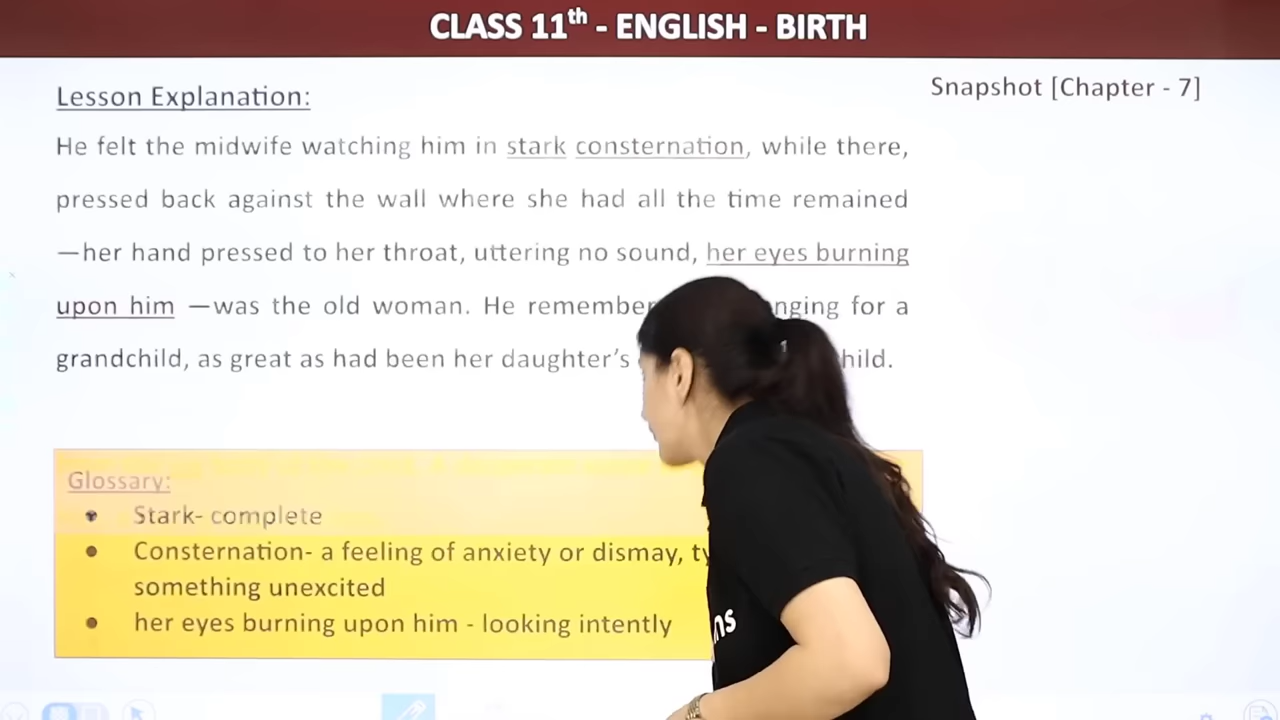 CLASS 11th - ENGLISH - BIRTH
Snapshot [Chapter - 7]
Lesson Explanation:
He felt the midwife watching him in stark consternation, while there,
pressed back against the wall where she had all the time remained
—her hand pressed to her throat, uttering no sound, her eyes burning
upon him —was the old woman. He for a
grandchild, as great as had been her daughter's
Glossary:
Stark- complete
Consternation- a feeling of anxiety or dismay,
something unexcited
her eyes burning upon him - looking intently